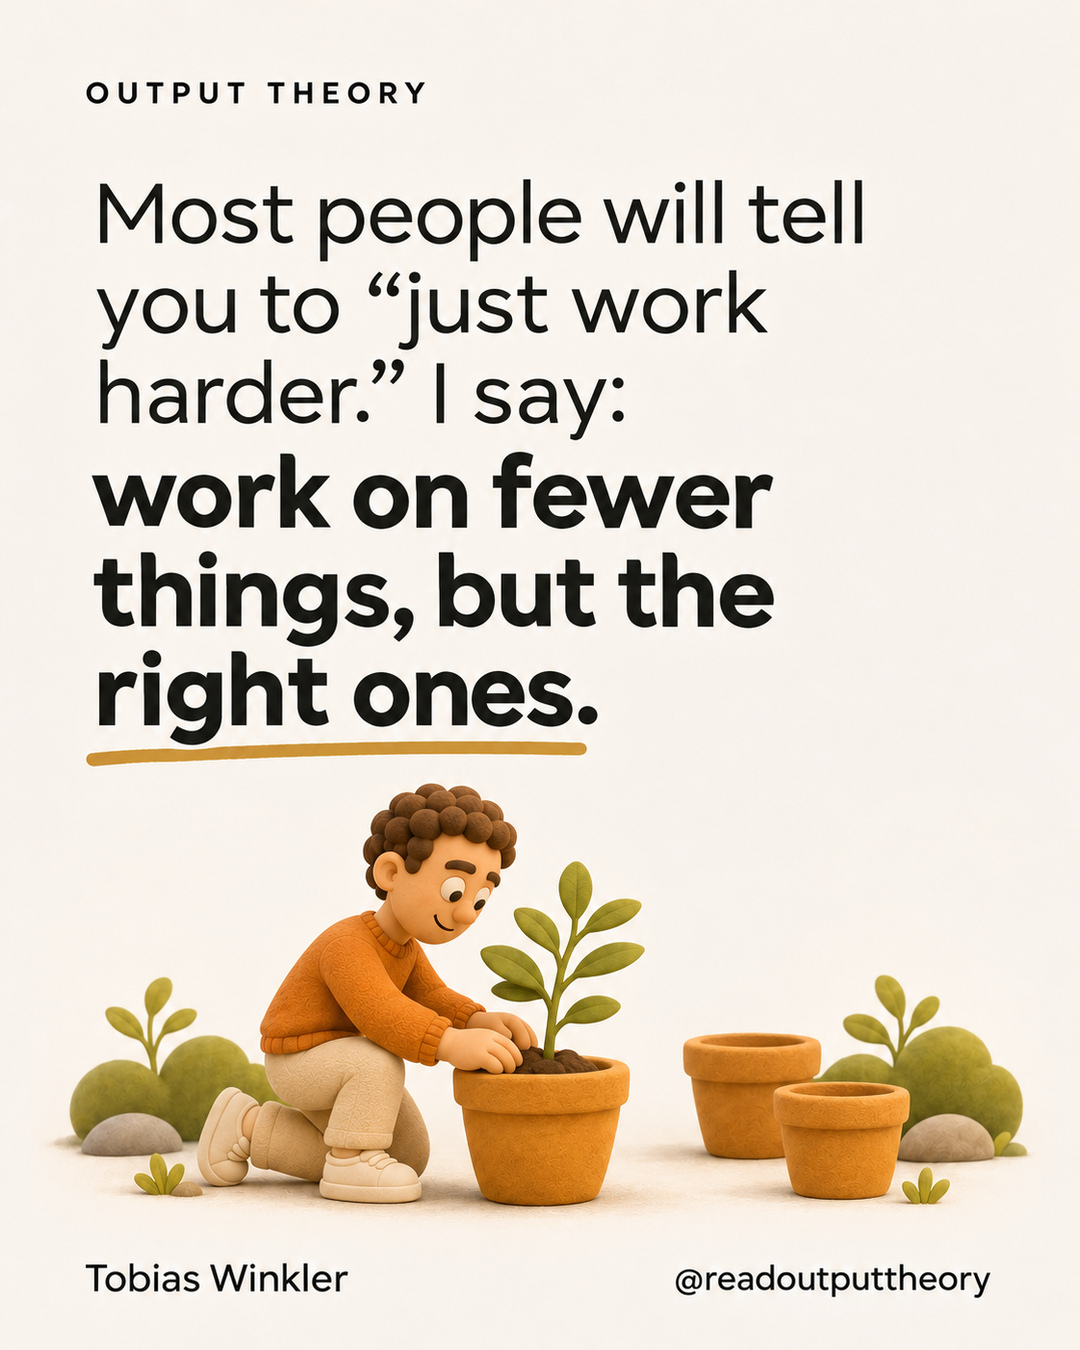 OUTPUT THEORY
Most people will tell
you to “just work
harder.” I say:
work on fewer
things, but the
right ones.
Tobias Winkler
@readoutputtheory